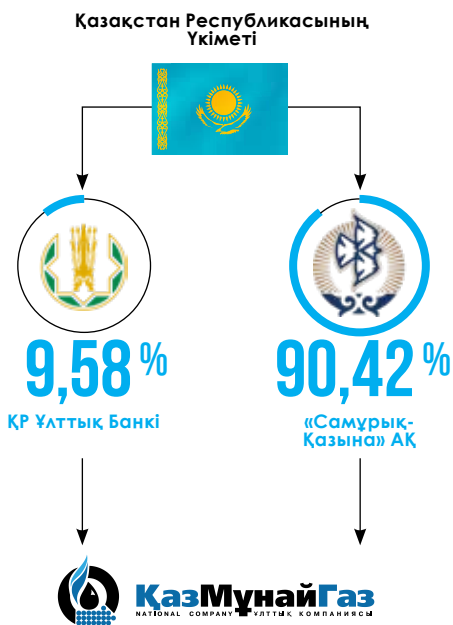 Қазақстан Республикасының
Үкіметі
9,58 %
ҚР Ұлттық Банкі
90,42 %
«Самұрық-
Қазына» АҚ
ҚазМұнайГаз
NATIONAL COMPANY ҰЛТТЫҚ КОМПАНИЯСЫ